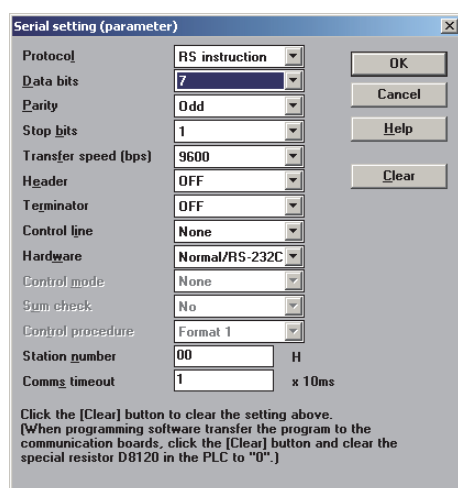 Serial setting (parameter)
Protocol RS instruction OK
Data bits 7
Cancel
Parity Odd
Stop bits 1 Help
Transfer speed (bps) 9600
Header OFF Clear
Terminator OFF
Control line None
Hardware Normal/RS-232C
Control mode None
Sum check No
Control procedure Format 1
Station number 00 H
Comms timeout 1 x 10ms
Click the [Clear] button to clear the setting above.
(When programming software transfer the program to the
communication boards, click the [Clear] button and clear the
special resistor D8120 in the PLC to "0".)